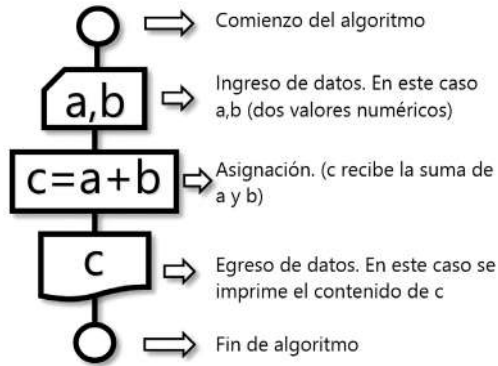 Comienzo del algoritmo
a,b
Ingreso de datos. En este caso
a,b (dos valores numéricos)
c=a+b
Asignación. (c recibe la suma de
a y b)
c
Egreso de datos. En este caso se
imprime el contenido de c
Fin de algoritmo